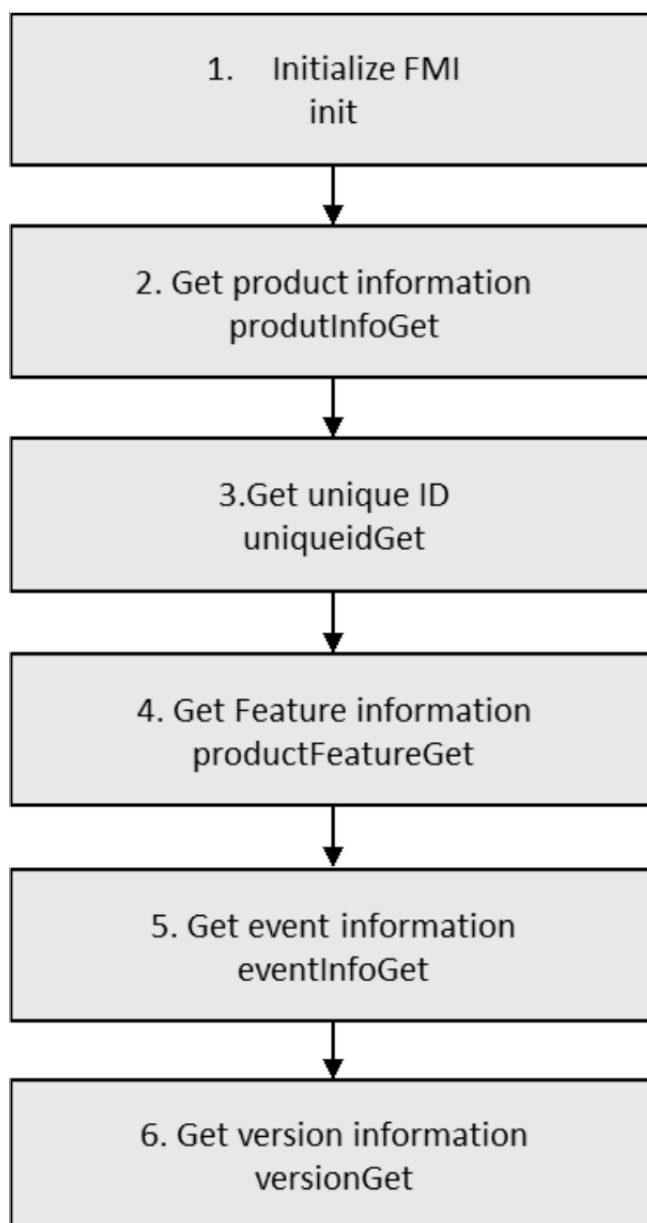 1. Initialize FMI
init
2. Get product information
produtInfoGet
3.Get unique ID
uniqueidGet
4. Get Feature information
productFeatureGet
5. Get event information
eventInfoGet
6. Get version information
versionGet